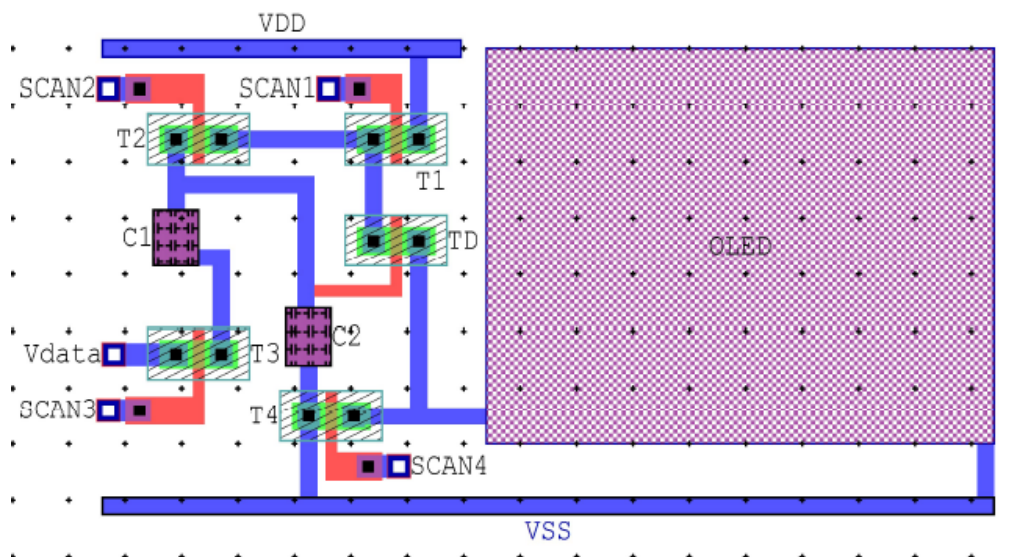 VDD
SCAN2
SCAN1
T2
T1
C1
TD
OLED
C2
Vdata
T3
SCAN3
T4
SCAN4
VSS